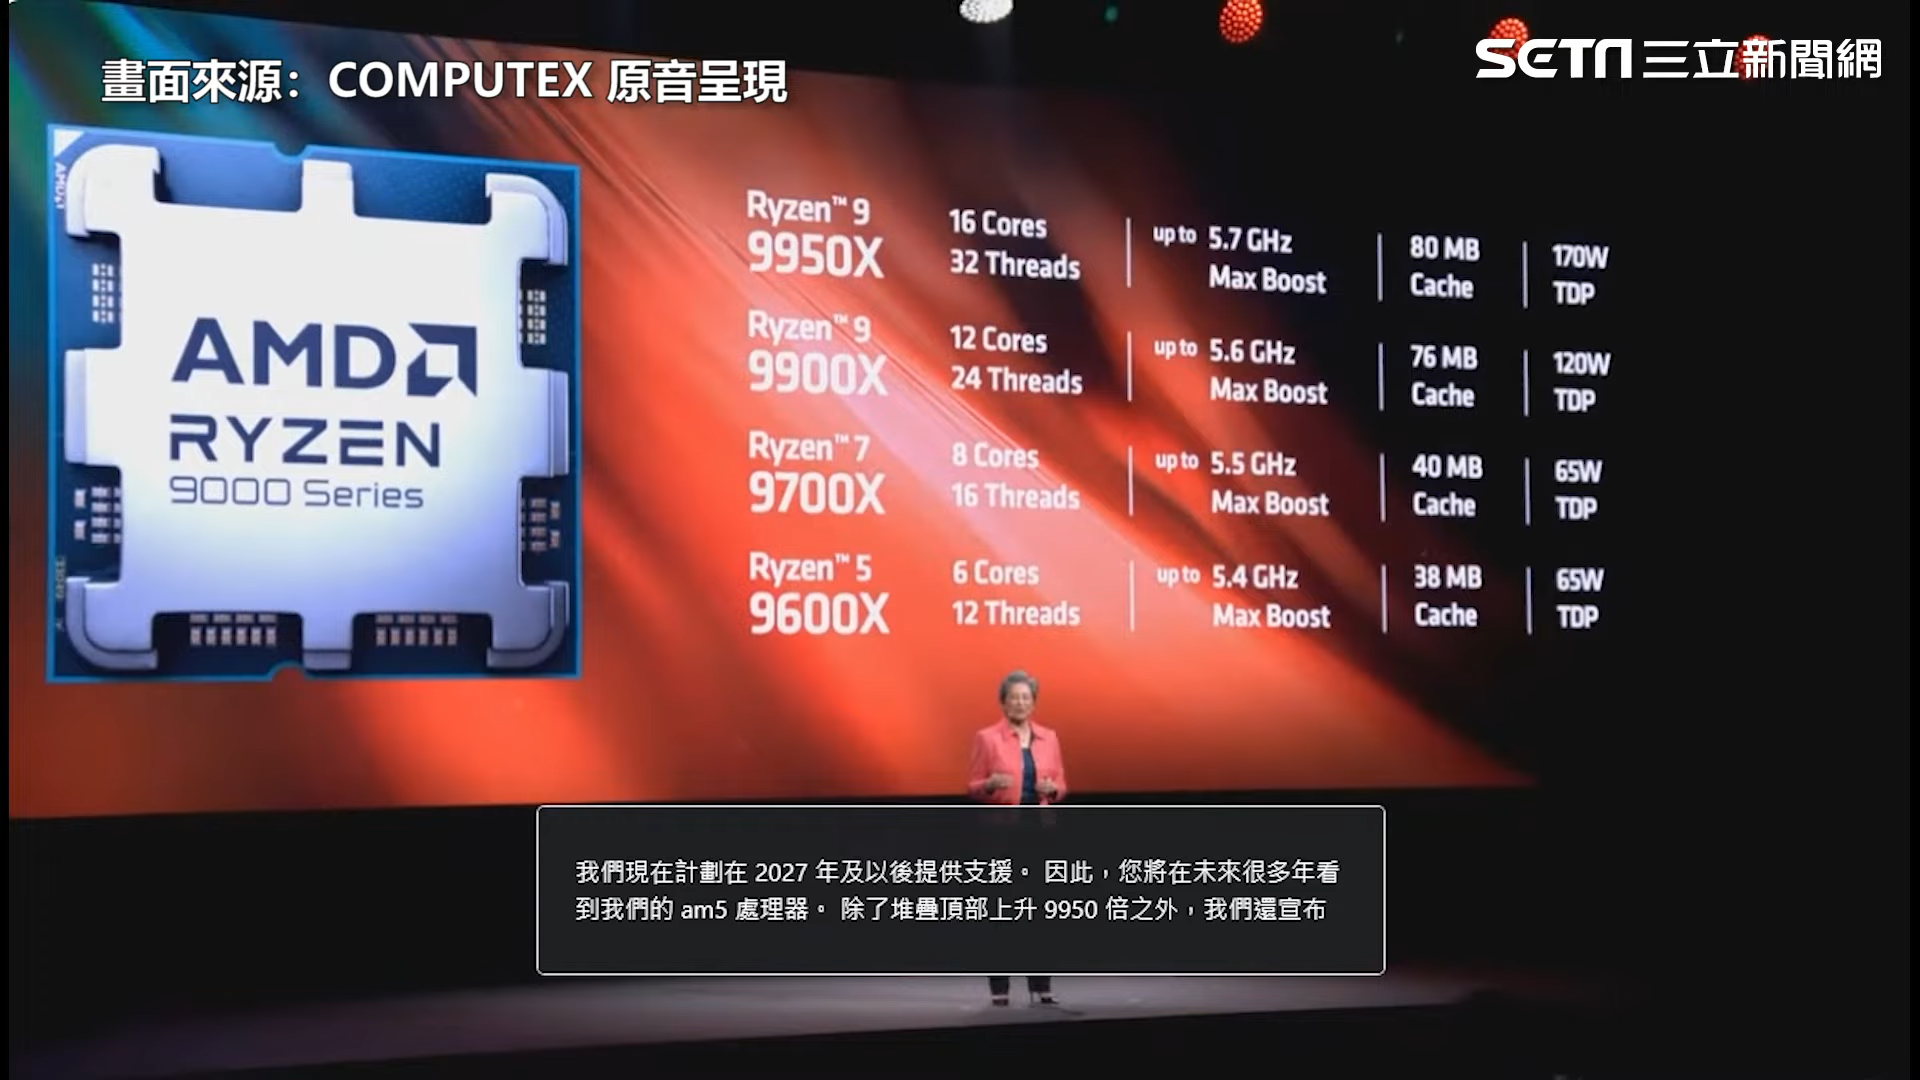 畫面來源：COMPUTEX 原音呈現
SETN三立新聞網
AMD
RYZEN
9000 Series
Ryzen™ 9
9950X
16 Cores
32 Threads
up to 5.7 GHz
Max Boost
80 MB
Cache
170W
TDP
Ryzen™ 9
9900X
12 Cores
24 Threads
up to 5.6 GHz
Max Boost
76 MB
Cache
120W
TDP
Ryzen™ 7
9700X
8 Cores
16 Threads
up to 5.5 GHz
Max Boost
40 MB
Cache
65W
TDP
Ryzen™ 5
9600X
6 Cores
12 Threads
up to 5.4 GHz
Max Boost
38 MB
Cache
65W
TDP
我們現在計劃在 2027 年及以後提供支援。 因此，您將在未來很多年看
到我們的 am5 處理器。 除了堆疊頂部上升 9950 倍之外，我們還宣布